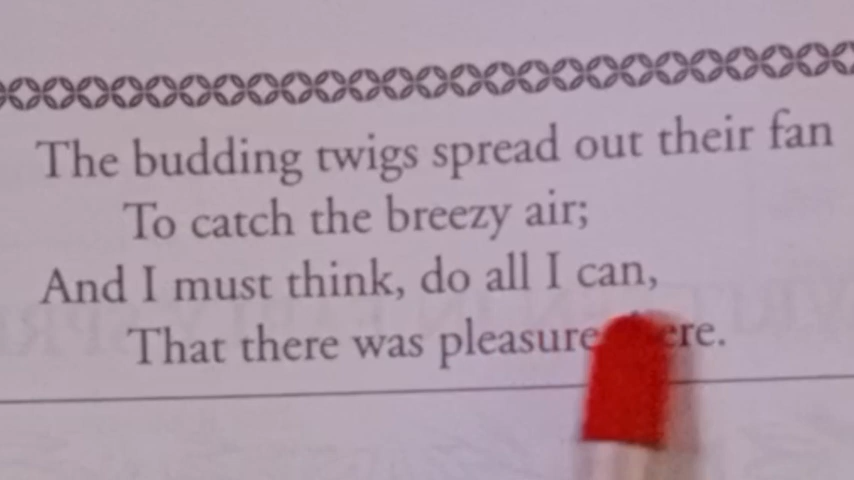 The budding twigs spread out their fan
To catch the breezy air;
And I must think, do all I can,
That there was pleasure there.